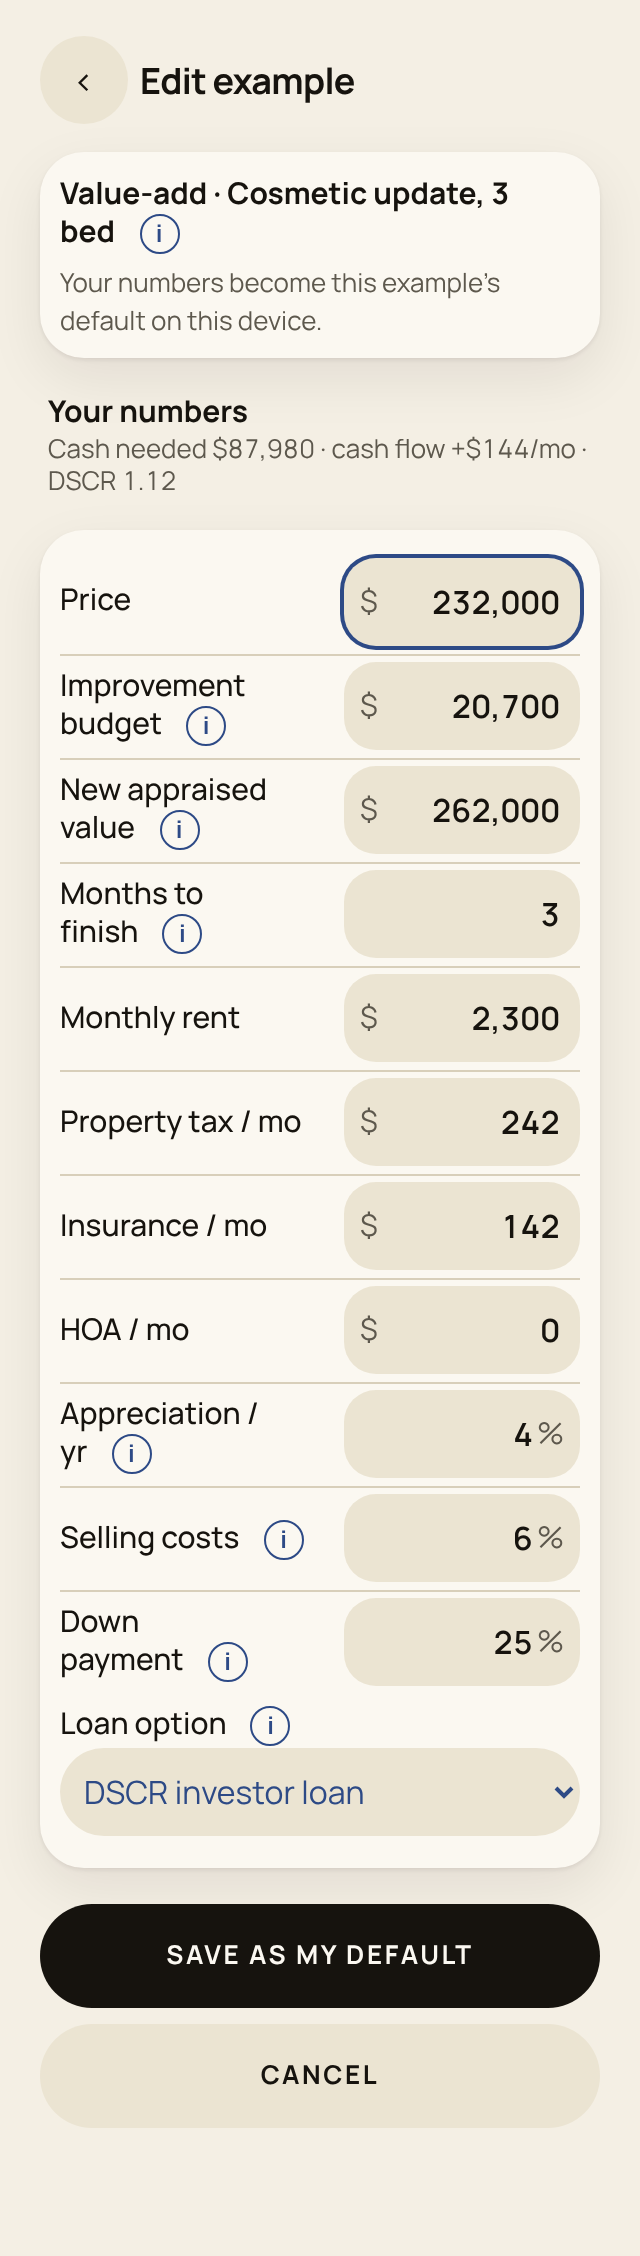 Edit example
Value-add · Cosmetic update, 3
bed i
Your numbers become this example's
default on this device.
Your numbers
Cash needed $87,980 · cash flow +$144/mo ·
DSCR 1.12
Price $ 232,000
Improvement
budget i $ 20,700
New appraised
value i $ 262,000
Months to
finish i 3
Monthly rent $ 2,300
Property tax / mo $ 242
Insurance / mo $ 142
HOA / mo $ 0
Appreciation /
yr i 4 %
Selling costs i 6 %
Down
payment i 25 %
Loan option i
DSCR investor loan
SAVE AS MY DEFAULT
CANCEL